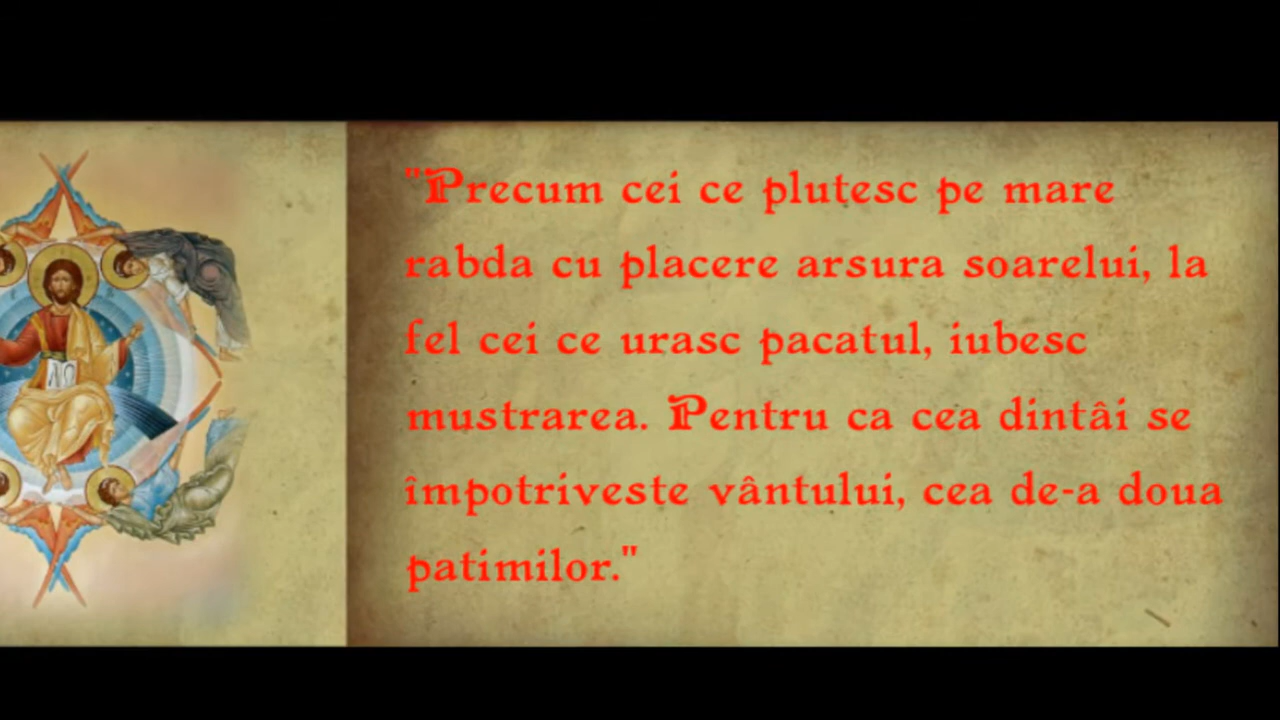 "Precum cei ce plutesc pe mare
rabda cu placere arsura soarelui, la
fel cei ce urasc pacatul, iubesc
mustrarea. Pentru ca cea dintâi se
împotriveste vântului, cea de-a doua
patimilor."